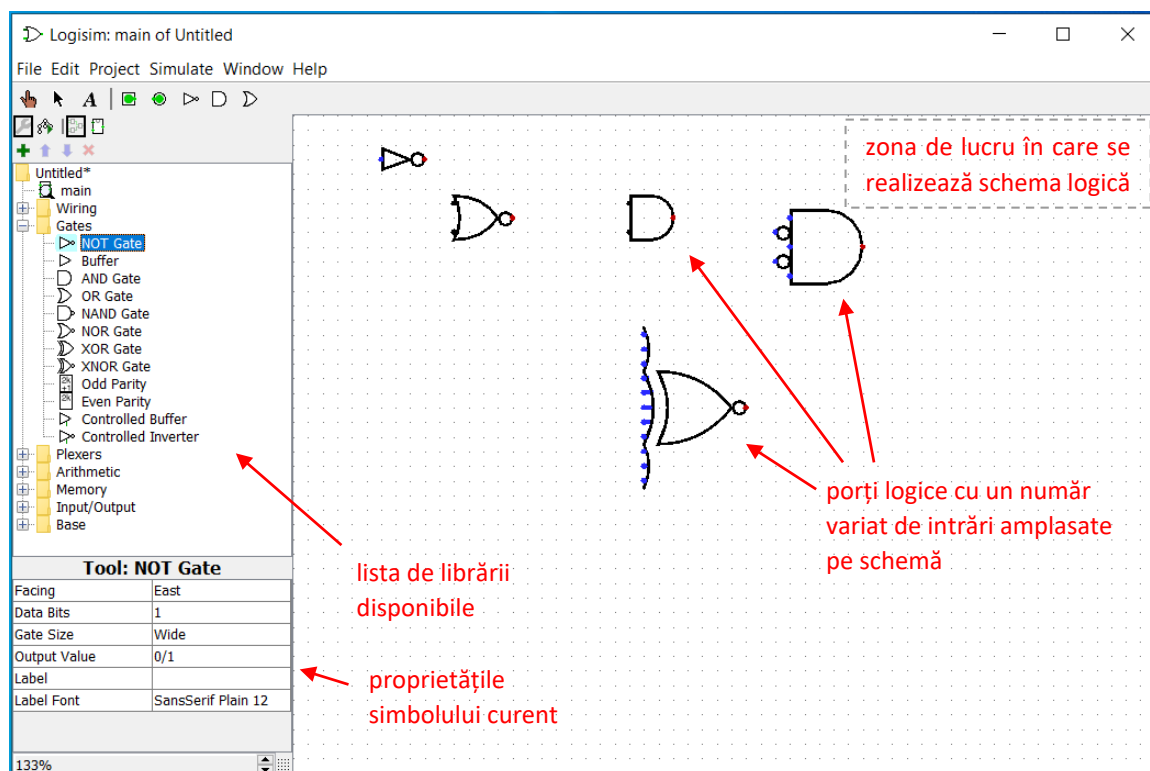 Logisim: main of Untitled
File Edit Project Simulate Window Help
A
Untitled*
main
Wiring
Gates
NOT Gate
Buffer
AND Gate
OR Gate
NAND Gate
NOR Gate
XOR Gate
XNOR Gate
2k
+1
Odd Parity
2k
Even Parity
Controlled Buffer
Controlled Inverter
Plexers
Arithmetic
Memory
Input/Output
Base
Tool: NOT Gate
Facing East
Data Bits 1
Gate Size Wide
Output Value 0/1
Label
Label Font SansSerif Plain 12
133%
zona de lucru în care se
realizează schema logică
porți logice cu un număr
variat de intrări amplasate
pe schemă
lista de librării
disponibile
proprietățile
simbolului curent